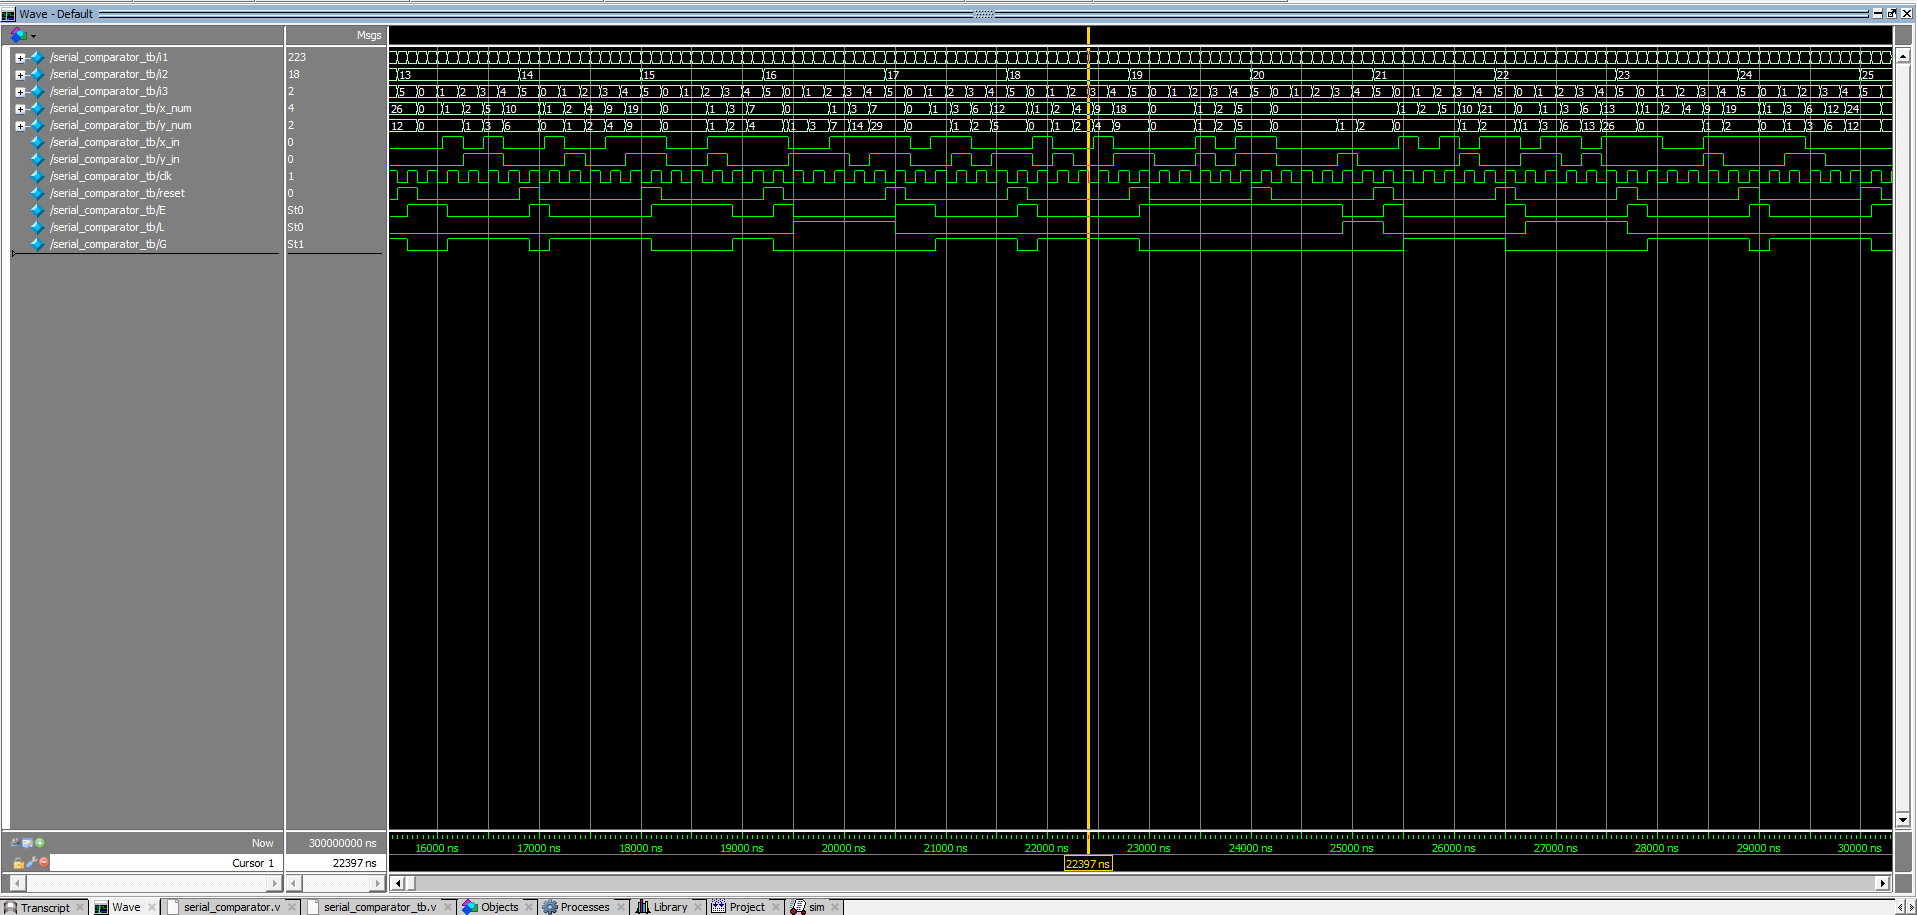 Wave - Default
Msgs
/serial_comparator_tb/i1 223
/serial_comparator_tb/i2 18 13 14 15 16 17 18 19 20 21 22 23 24 25
/serial_comparator_tb/i3 2 5 0 1 2 3 4 5 0 1 2 3 4 5 0 1 2 3 4 5 0 1 2 3 4 5 0 1 2 3 4 5 0 1 2 3 4 5 0 1 2 3 4 5 0 1 2 3 4 5 0 1 2 3 4 5 0 1 2 3 4 5 0 1 2 3 4 5 0 1 2 3 4 5
/serial_comparator_tb/x_num 4 26 0 1 2 5 10 0 1 2 4 9 19 0 1 3 7 0 1 3 7 0 1 3 6 12 0 1 2 4 9 18 0 1 2 5 0 1 2 5 10 21 0 1 3 6 13 0 1 2 4 9 19 0 1 3 6 12 24
/serial_comparator_tb/y_num 2 12 0 1 3 6 0 1 2 4 9 0 1 2 4 1 3 7 14 29 0 1 2 5 0 1 2 4 9 0 1 2 5 0 1 2 0 1 2 1 3 6 13 26 0 1 2 0 1 3 6 12
/serial_comparator_tb/x_in 0
/serial_comparator_tb/y_in 0
/serial_comparator_tb/clk 1
/serial_comparator_tb/reset 0
/serial_comparator_tb/E St0
/serial_comparator_tb/L St0
/serial_comparator_tb/G St1
Now 300000000 ns 16000 ns 17000 ns 18000 ns 19000 ns 20000 ns 21000 ns 22000 ns 23000 ns 24000 ns 25000 ns 26000 ns 27000 ns 28000 ns 29000 ns 30000 ns
Cursor 1 22397 ns 22397 ns
Transcript Wave serial_comparator.v serial_comparator_tb.v Objects Processes Library Project sim